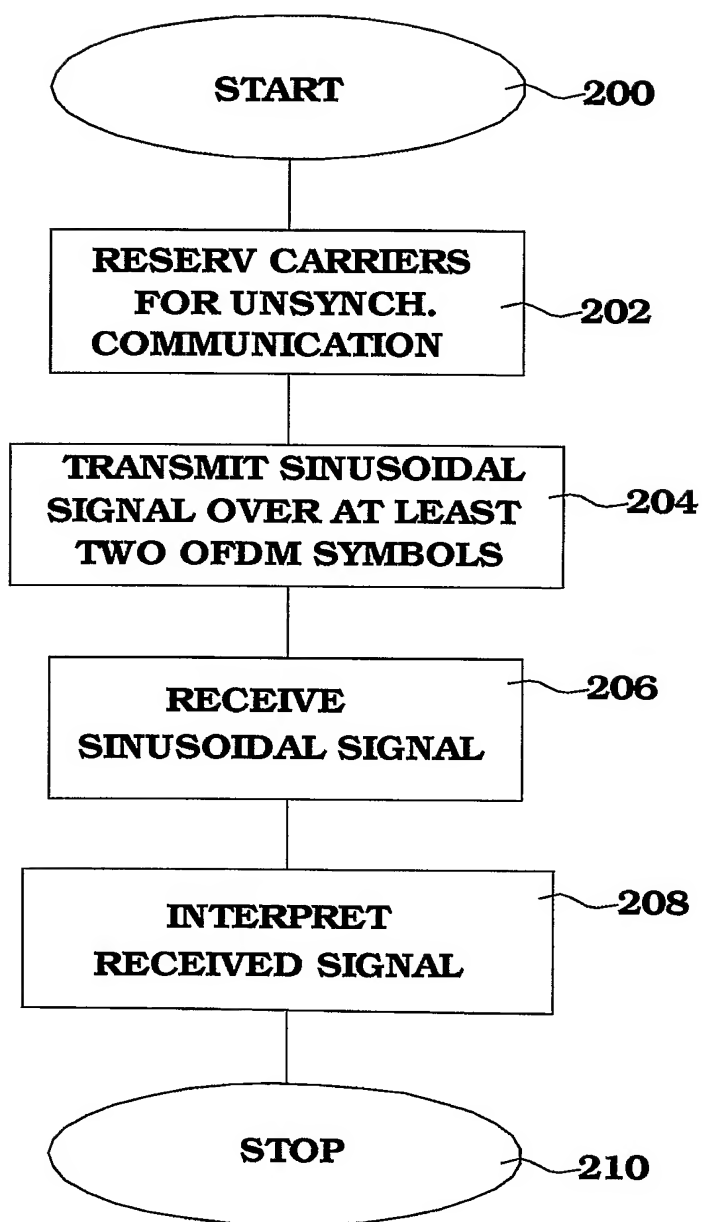 START
200
RESERV CARRIERS
FOR UNSYNCH.
COMMUNICATION
202
TRANSMIT SINUSOIDAL
SIGNAL OVER AT LEAST
TWO OFDM SYMBOLS
204
RECEIVE
SINUSOIDAL SIGNAL
206
INTERPRET
RECEIVED SIGNAL
208
STOP
210